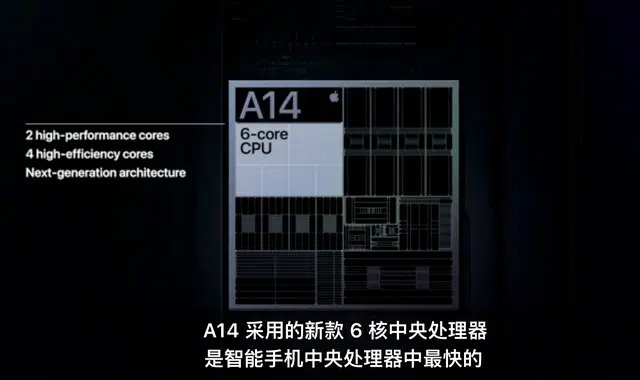 A14
6-core
CPU
2 high-performance cores
4 high-efficiency cores
Next-generation architecture
A14 采用的新款 6 核中央处理器
是智能手机中央处理器中最快的